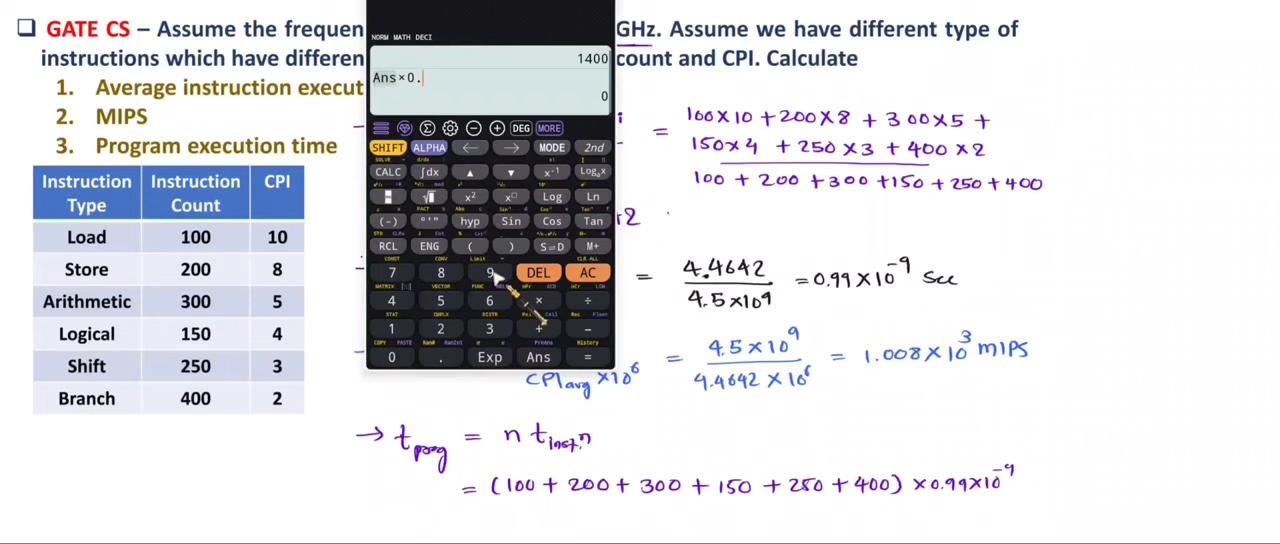 GATE CS – Assume the frequen GHz. Assume we have different type of
instructions which have differen count and CPI. Calculate
1. Average instruction execut
2. MIPS
3. Program execution time
Instruction Type Instruction Count CPI
Load 100 10
Store 200 8
Arithmetic 300 5
Logical 150 4
Shift 250 3
Branch 400 2
NORM MATH DECI
1400
Ans×0.
0
DEG MORE
SHIFT ALPHA MODE 2nd
CALC ∫dx x⁻¹ Logₐx
√ x² Log Ln
(−) hyp Sin Cos Tan
RCL ENG ( ) S⇌D M+
7 8 9 DEL AC
4 5 6 × ÷
1 2 3 + −
0 . Exp Ans =
= 100×10 + 200×8 + 300×5 +
150×4 + 250×3 + 400×2
100 + 200 + 300 + 150 + 250 + 400
= 4.4642 / 4.5×10⁹ = 0.99×10⁻⁹ Sec
CPIavg ×10⁶ = 4.5×10⁹ / 4.4642×10⁶ = 1.008×10³ MIPS
→ tprog = n tinstⁿ
= (100 + 200 + 300 + 150 + 250 + 400) × 0.99×10⁻⁹